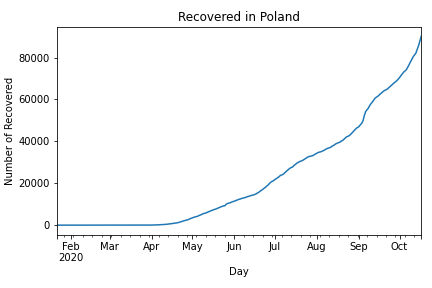 Recovered in Poland
Number of Recovered
80000
60000
40000
20000
0
Feb Mar Apr May Jun Jul Aug Sep Oct
2020
Day